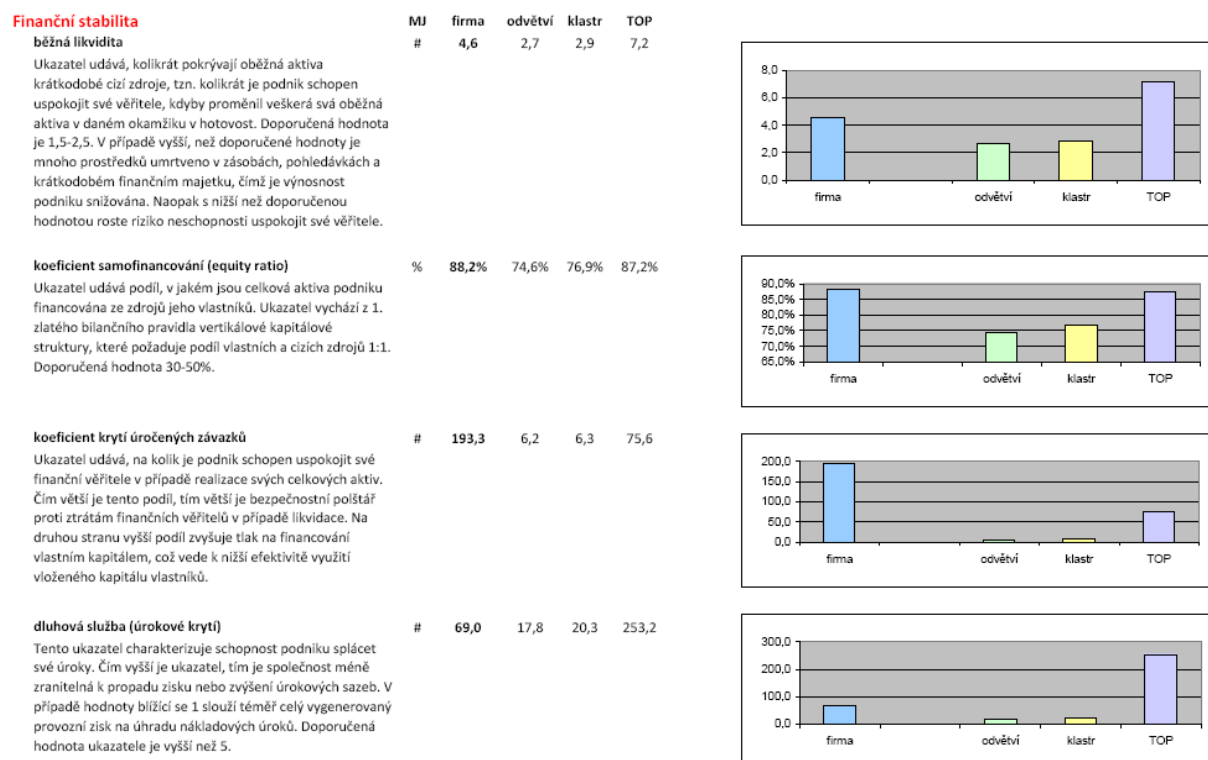 Finanční stabilita MJ firma odvětví klastr TOP
běžná likvidita # 4,6 2,7 2,9 7,2
Ukazatel udává, kolikrát pokrývají oběžná aktiva
krátkodobé cizí zdroje, tzn. kolikrát je podnik schopen
uspokojit své věřitele, kdyby proměnil veškerá svá oběžná
aktiva v daném okamžiku v hotovost. Doporučená hodnota
je 1,5-2,5. V případě vyšší, než doporučené hodnoty je
mnoho prostředků umrtveno v zásobách, pohledávkách a
krátkodobém finančním majetku, čímž je výnosnost
podniku snižována. Naopak s nižší než doporučenou
hodnotou roste riziko neschopnosti uspokojit své věřitele.
8,0
6,0
4,0
2,0
0,0
firma odvětví klastr TOP
koeficient samofinancování (equity ratio) % 88,2% 74,6% 76,9% 87,2%
Ukazatel udává podíl, v jakém jsou celková aktiva podniku
financována ze zdrojů jeho vlastníků. Ukazatel vychází z 1.
zlatého bilančního pravidla vertikálové kapitálové
struktury, které požaduje podíl vlastních a cizích zdrojů 1:1.
Doporučená hodnota 30-50%.
90,0%
85,0%
80,0%
75,0%
70,0%
65,0%
firma odvětví klastr TOP
koeficient krytí úročených závazků # 193,3 6,2 6,3 75,6
Ukazatel udává, na kolik je podnik schopen uspokojit své
finanční věřitele v případě realizace svých celkových aktiv.
Čím větší je tento podíl, tím větší je bezpečnostní polštář
proti ztrátám finančních věřitelů v případě likvidace. Na
druhou stranu vyšší podíl zvyšuje tlak na financování
vlastním kapitálem, což vede k nižší efektivitě využití
vloženého kapitálu vlastníků.
200,0
150,0
100,0
50,0
0,0
firma odvětví klastr TOP
dluhová služba (úrokové krytí) # 69,0 17,8 20,3 253,2
Tento ukazatel charakterizuje schopnost podniku splácet
své úroky. Čím vyšší je ukazatel, tím je společnost méně
zranitelná k propadu zisku nebo zvýšení úrokových sazeb. V
případě hodnoty blížící se 1 slouží téměř celý vygenerovaný
provozní zisk na úhradu nákladových úroků. Doporučená
hodnota ukazatele je vyšší než 5.
300,0
200,0
100,0
0,0
firma odvětví klastr TOP